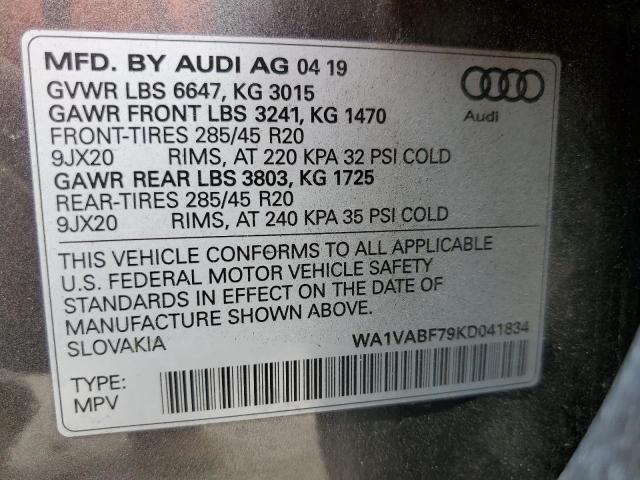 MFD. BY AUDI AG 04 19
GVWR LBS 6647, KG 3015
GAWR FRONT LBS 3241, KG 1470
FRONT-TIRES 285/45 R20
9JX20 RIMS, AT 220 KPA 32 PSI COLD
GAWR REAR LBS 3803, KG 1725
REAR-TIRES 285/45 R20
9JX20 RIMS, AT 240 KPA 35 PSI COLD
Audi
THIS VEHICLE CONFORMS TO ALL APPLICABLE
U.S. FEDERAL MOTOR VEHICLE SAFETY
STANDARDS IN EFFECT ON THE DATE OF
MANUFACTURE SHOWN ABOVE.
SLOVAKIA WA1VABF79KD041834
TYPE:
MPV